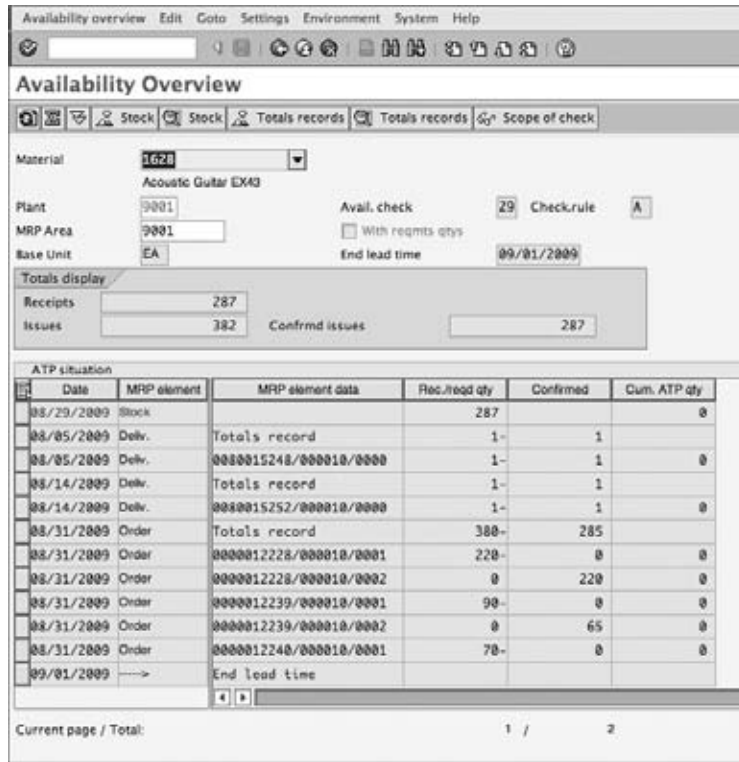 Availability overview Edit Goto Settings Environment System Help
Availability Overview
Stock Stock Totals records Totals records Scope of check
Material 1628
Acoustic Guitar EX43
Plant 9001 Avail. check Z9 Check.rule A
MRP Area 9001 With reqmts qtys
Base Unit EA End lead time 09/01/2009
Totals display
Receipts 287
Issues 382 Confrmd issues 287
ATP situation
Date MRP element MRP element data Rec./reqd qty Confirmed Cum. ATP qty
08/29/2009 Stock 287 0
08/05/2009 Deliv. Totals record 1- 1
08/05/2009 Deliv. 0080015248/000010/0000 1- 1 0
08/14/2009 Deliv. Totals record 1- 1
08/14/2009 Deliv. 0080015252/000010/0000 1- 1 0
08/31/2009 Order Totals record 380- 285
08/31/2009 Order 0000012228/000010/0001 220- 0 0
08/31/2009 Order 0000012228/000010/0002 0 220 0
08/31/2009 Order 0000012239/000010/0001 90- 0 0
08/31/2009 Order 0000012239/000010/0002 0 65 0
08/31/2009 Order 0000012240/000010/0001 70- 0 0
09/01/2009 ----> End lead time
Current page / Total: 1 / 2